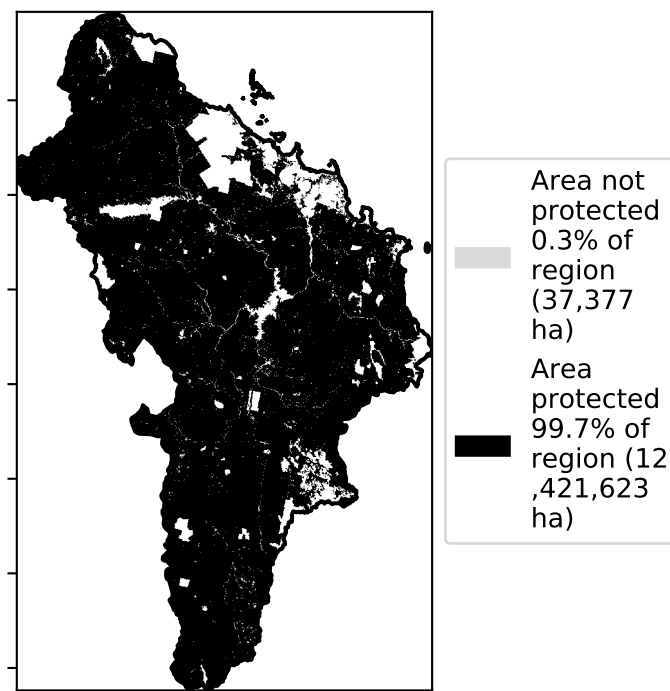 Area not
protected
0.3% of
region
(37,377
ha)
Area
protected
99.7% of
region (12
,421,623
ha)